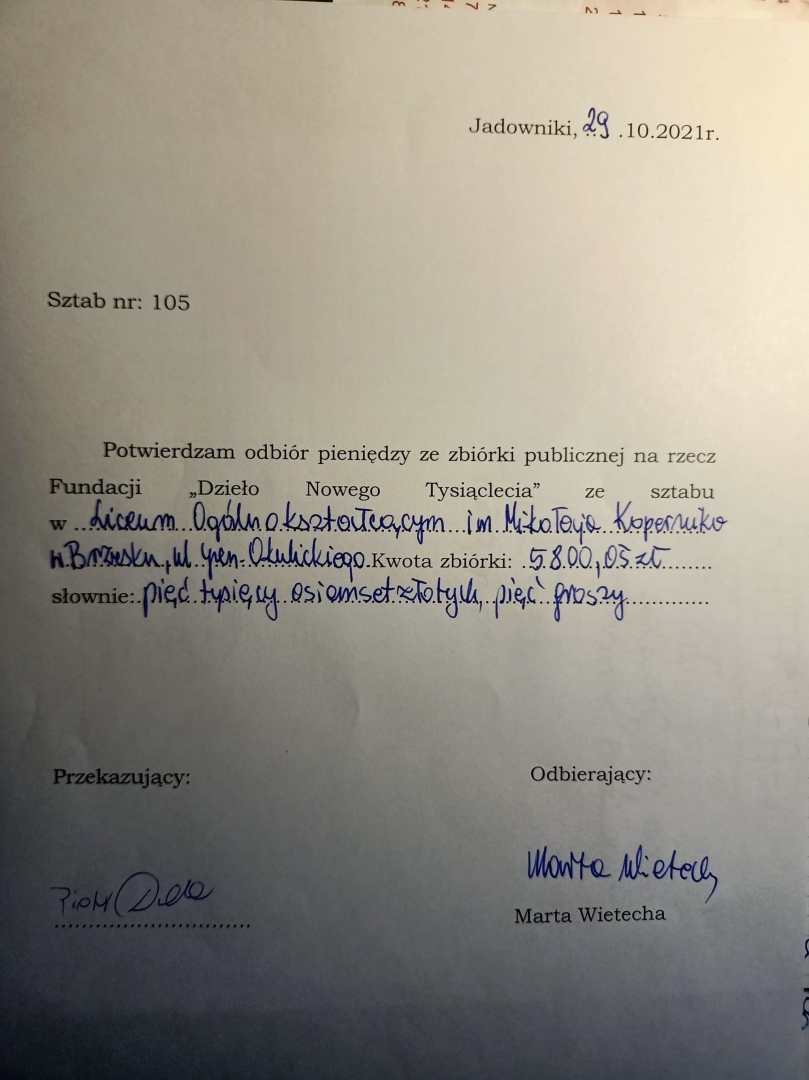 Jadowniki, 29 .10.2021r.
Sztab nr: 105
Potwierdzam odbiór pieniędzy ze zbiórki publicznej na rzecz
Fundacji „Dzieło Nowego Tysiąclecia” ze sztabu
w Liceum Ogólnokształcącym im Mikołaja Kopernika
w Brzesku, ul. gen. Okulickiego. Kwota zbiórki: 5800,05 zł
słownie: pięć tysięcy osiemset złotych, pięć groszy
Przekazujący:
Odbierający:
Piotr
Marta Wietecha
Marta Wietecha